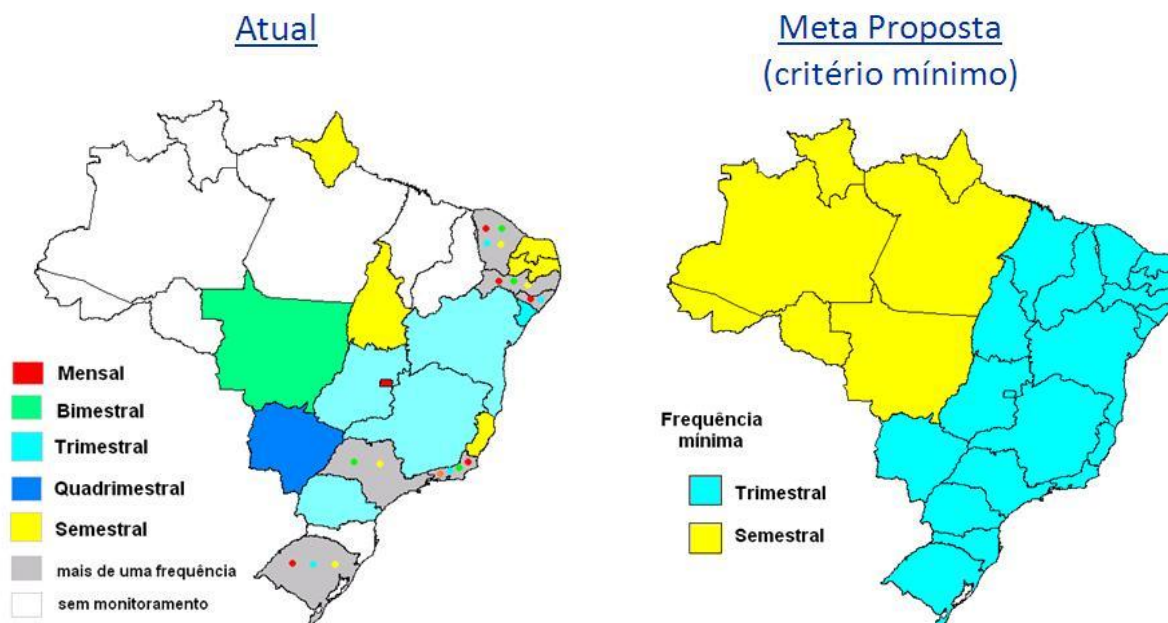 Atual
Mensal
Bimestral
Trimestral
Quadrimestral
Semestral
mais de uma frequência
sem monitoramento
Meta Proposta
(critério mínimo)
Frequência
mínima
Trimestral
Semestral